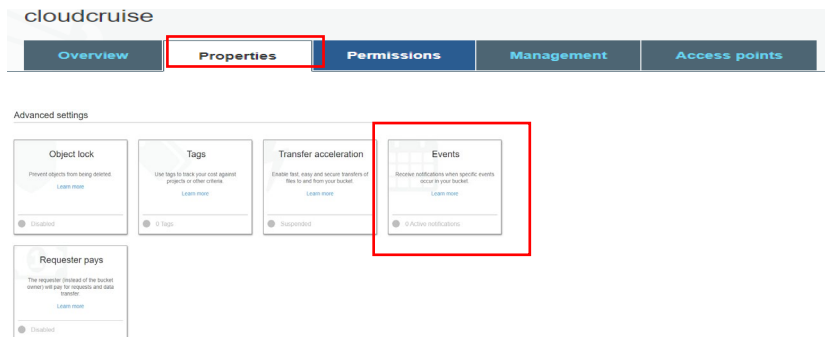 cloudcruise
Overview Properties Permissions Management Access points
Advanced settings
Object lock
Prevent objects from being deleted.
Learn more
Disabled
Tags
Use tags to track your cost against
projects or other criteria.
Learn more
0 Tags
Transfer acceleration
Enable fast, easy and secure transfers of
files to and from your bucket.
Learn more
Suspended
Events
Receive notifications when specific events
occur in your bucket.
Learn more
0 Active notifications
Requester pays
The requester (instead of the bucket
owner) will pay for requests and data
transfer.
Learn more
Disabled